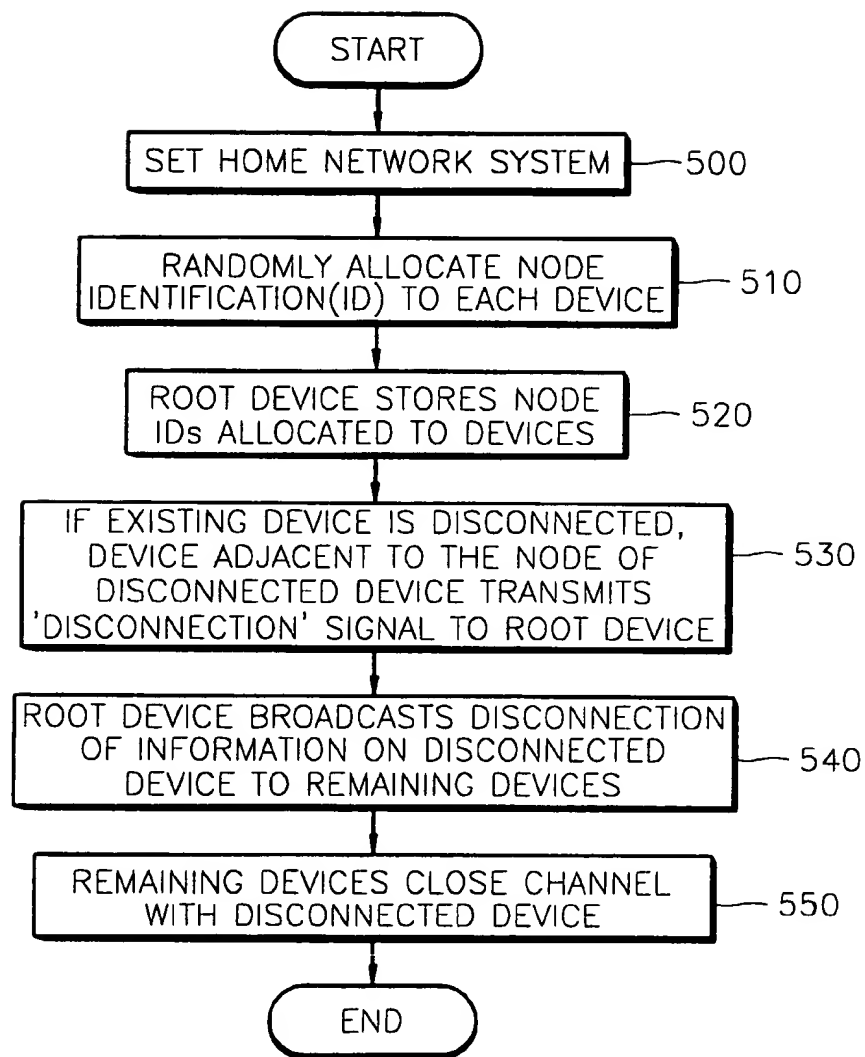 START
SET HOME NETWORK SYSTEM
500
RANDOMLY ALLOCATE NODE
IDENTIFICATION(ID) TO EACH DEVICE
510
ROOT DEVICE STORES NODE
IDs ALLOCATED TO DEVICES
520
IF EXISTING DEVICE IS DISCONNECTED,
DEVICE ADJACENT TO THE NODE OF
DISCONNECTED DEVICE TRANSMITS
'DISCONNECTION' SIGNAL TO ROOT DEVICE
530
ROOT DEVICE BROADCASTS DISCONNECTION
OF INFORMATION ON DISCONNECTED
DEVICE TO REMAINING DEVICES
540
REMAINING DEVICES CLOSE CHANNEL
WITH DISCONNECTED DEVICE
550
END